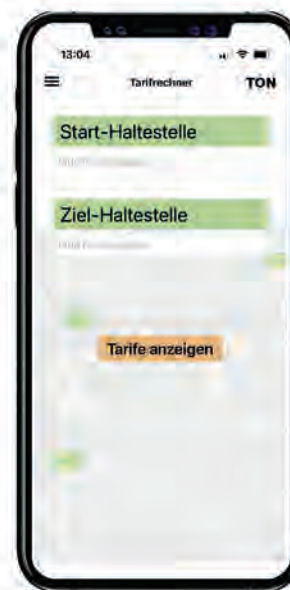 13:04
Tarifrechner TON
Start-Haltestelle
Ziel-Haltestelle
Tarife anzeigen